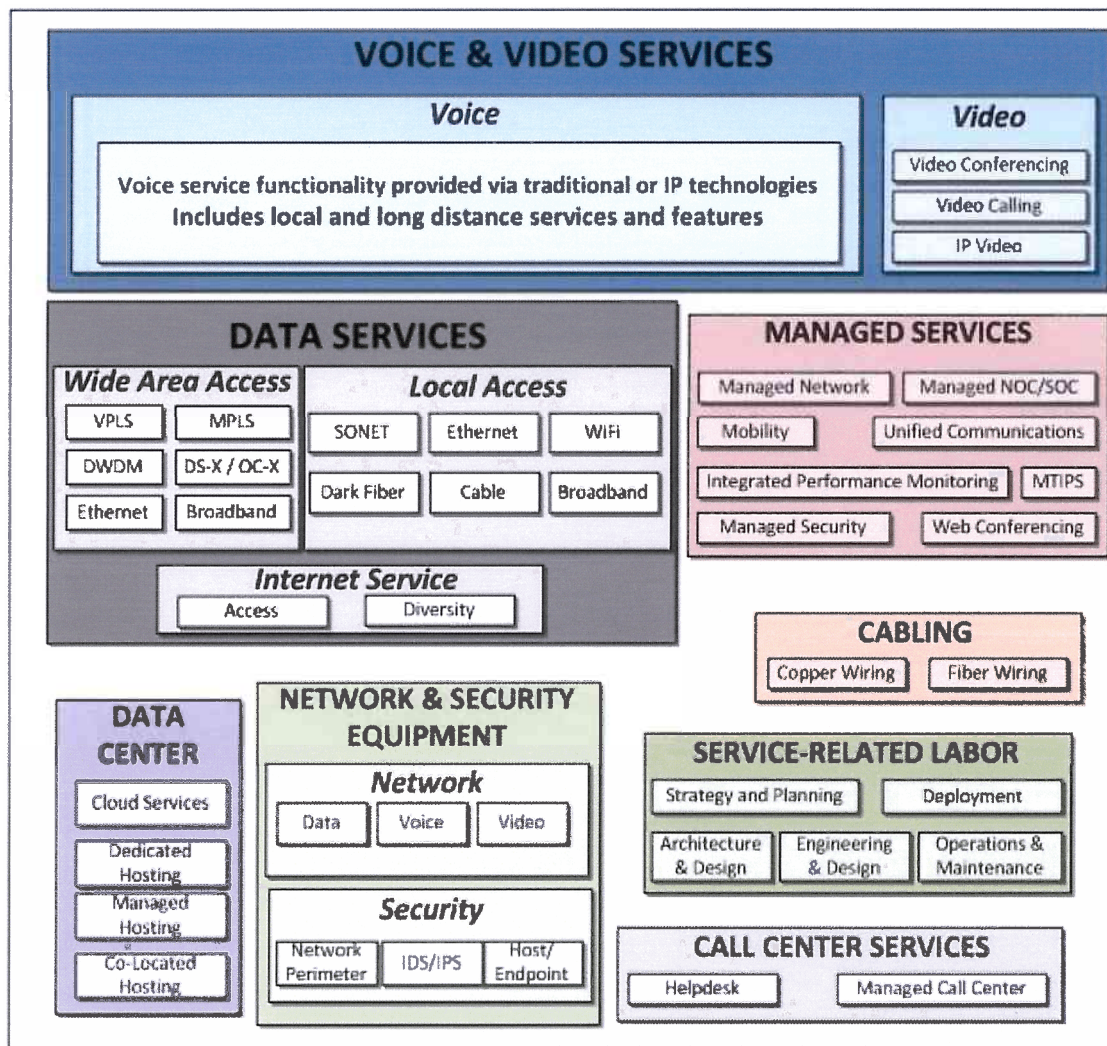 VOICE & VIDEO SERVICES
Voice
Voice service functionality provided via traditional or IP technologies
Includes local and long distance services and features
Video
Video Conferencing
Video Calling
IP Video
DATA SERVICES
Wide Area Access
VPLS
MPLS
DWDM
DS-X / OC-X
Ethernet
Broadband
Local Access
SONET
Ethernet
WiFi
Dark Fiber
Cable
Broadband
Internet Service
Access
Diversity
MANAGED SERVICES
Managed Network
Managed NOC/SOC
Mobility
Unified Communications
Integrated Performance Monitoring
MTIPS
Managed Security
Web Conferencing
CABLING
Copper Wiring
Fiber Wiring
DATA
CENTER
Cloud Services
Dedicated
Hosting
Managed
Hosting
Co-Located
Hosting
NETWORK & SECURITY
EQUIPMENT
Network
Data
Voice
Video
Security
Network
Perimeter
IDS/IPS
Host/
Endpoint
SERVICE-RELATED LABOR
Strategy and Planning
Deployment
Architecture
& Design
Engineering
& Design
Operations &
Maintenance
CALL CENTER SERVICES
Helpdesk
Managed Call Center